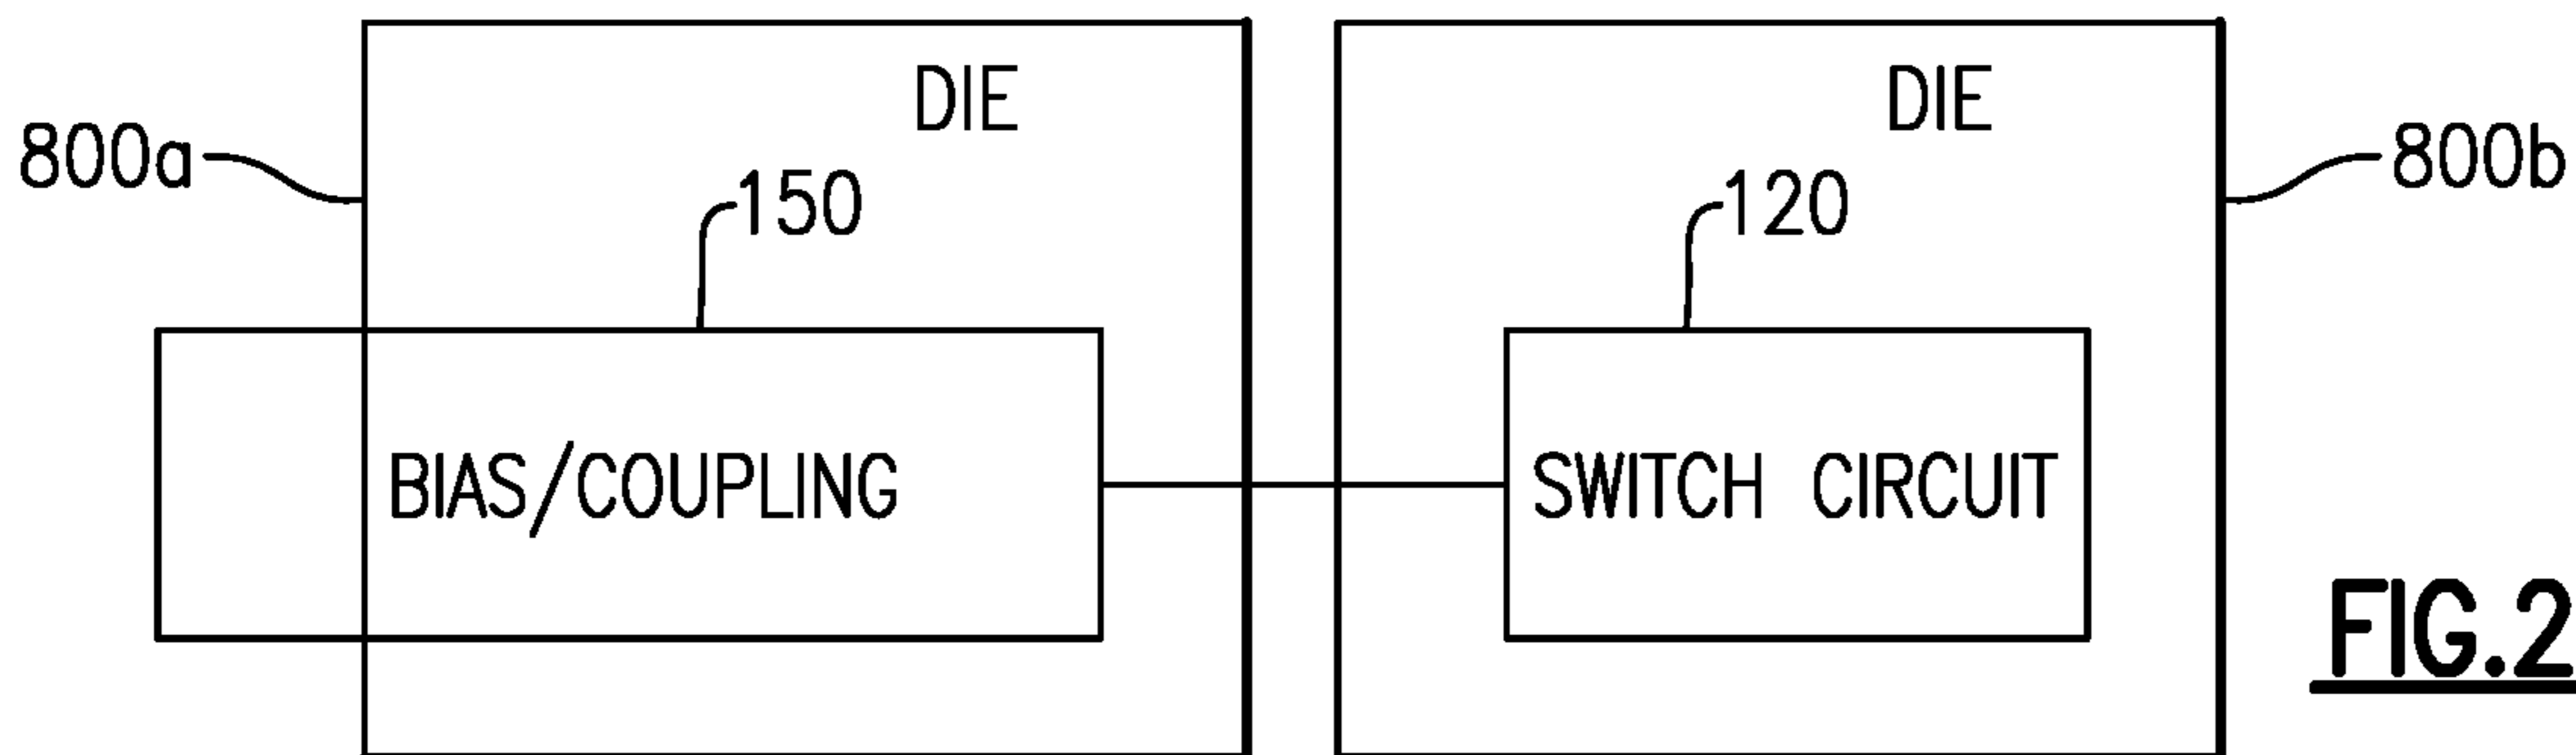 DIE
DIE
800a
800b
150
120
BIAS/COUPLING
SWITCH CIRCUIT
FIG.2